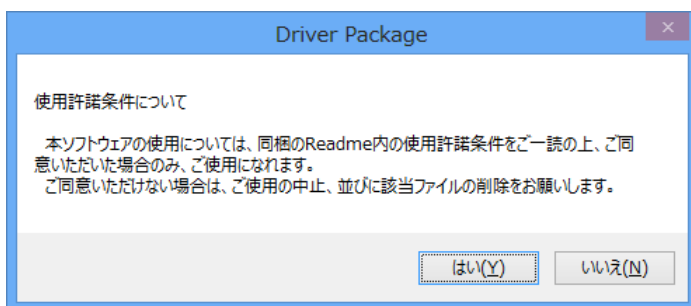 Driver Package
使用許諾条件について
本ソフトウェアの使用については、同梱のReadme内の使用許諾条件をご一読の上、ご同
意いただいた場合のみ、ご使用になれます。
ご同意いただけない場合は、ご使用の中止、並びに該当ファイルの削除をお願いします。
はい(Y)
いいえ(N)